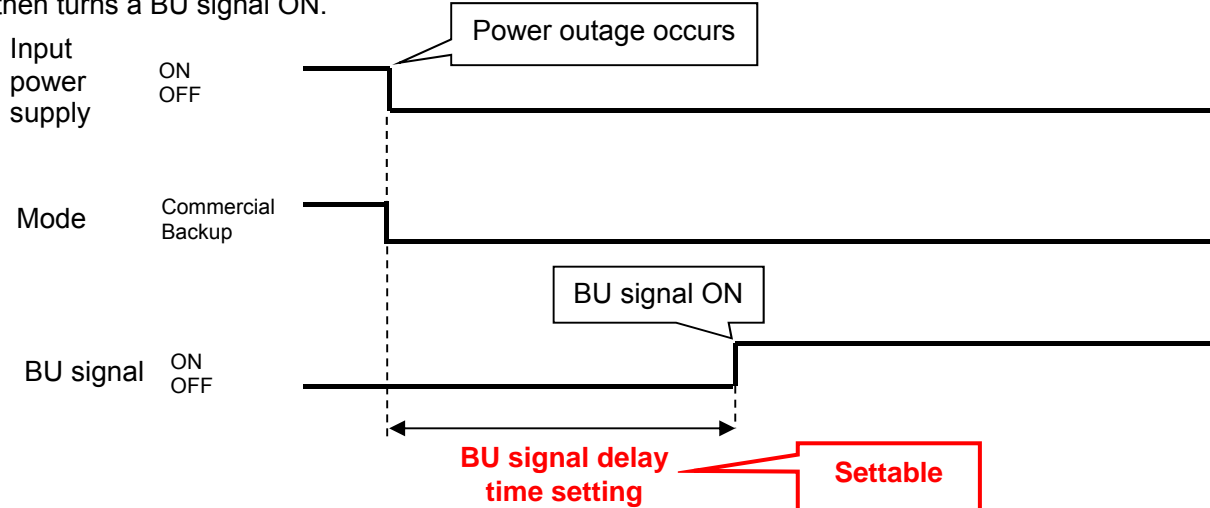 then turns a BU signal ON.
Power outage occurs
Input
power
supply
ON
OFF
Mode
Commercial
Backup
BU signal ON
BU signal
ON
OFF
BU signal delay
time setting
Settable